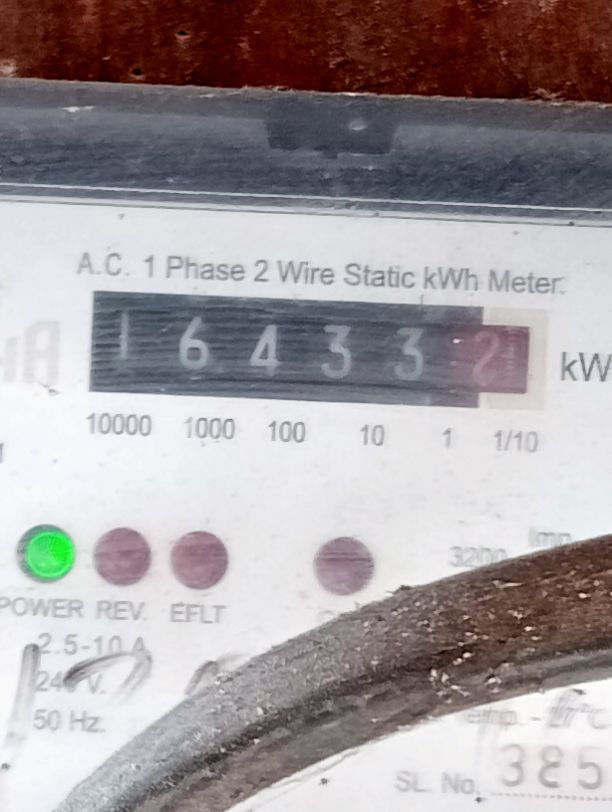 A.C. 1 Phase 2 Wire Static kWh Meter.
1 6 4 3 3 2 kW
10000 1000 100 10 1 1/10
3200 Imp
POWER REV. EFLT
2.5-10 A
240 V.
50 Hz.
SL. No. 385